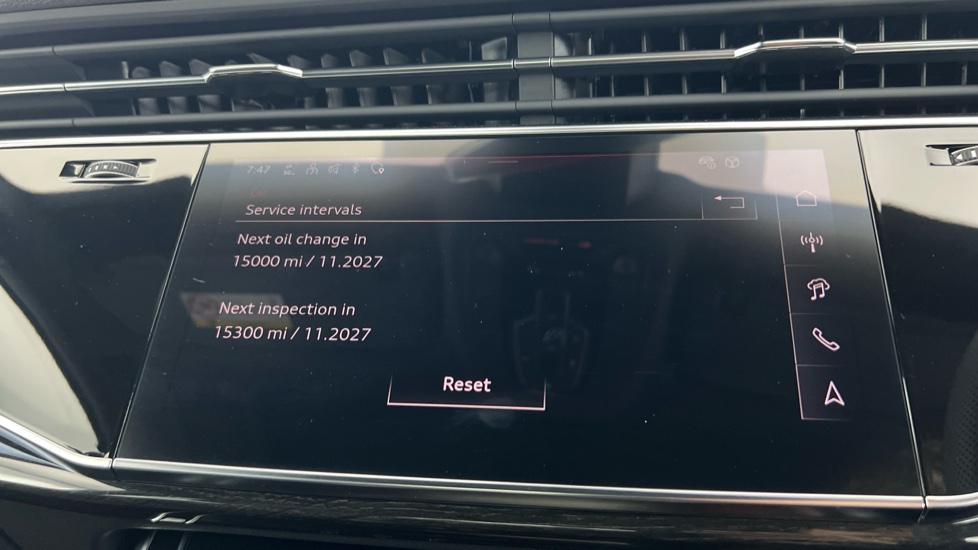 7:47
Service intervals
Next oil change in
15000 mi / 11.2027
Next inspection in
15300 mi / 11.2027
Reset